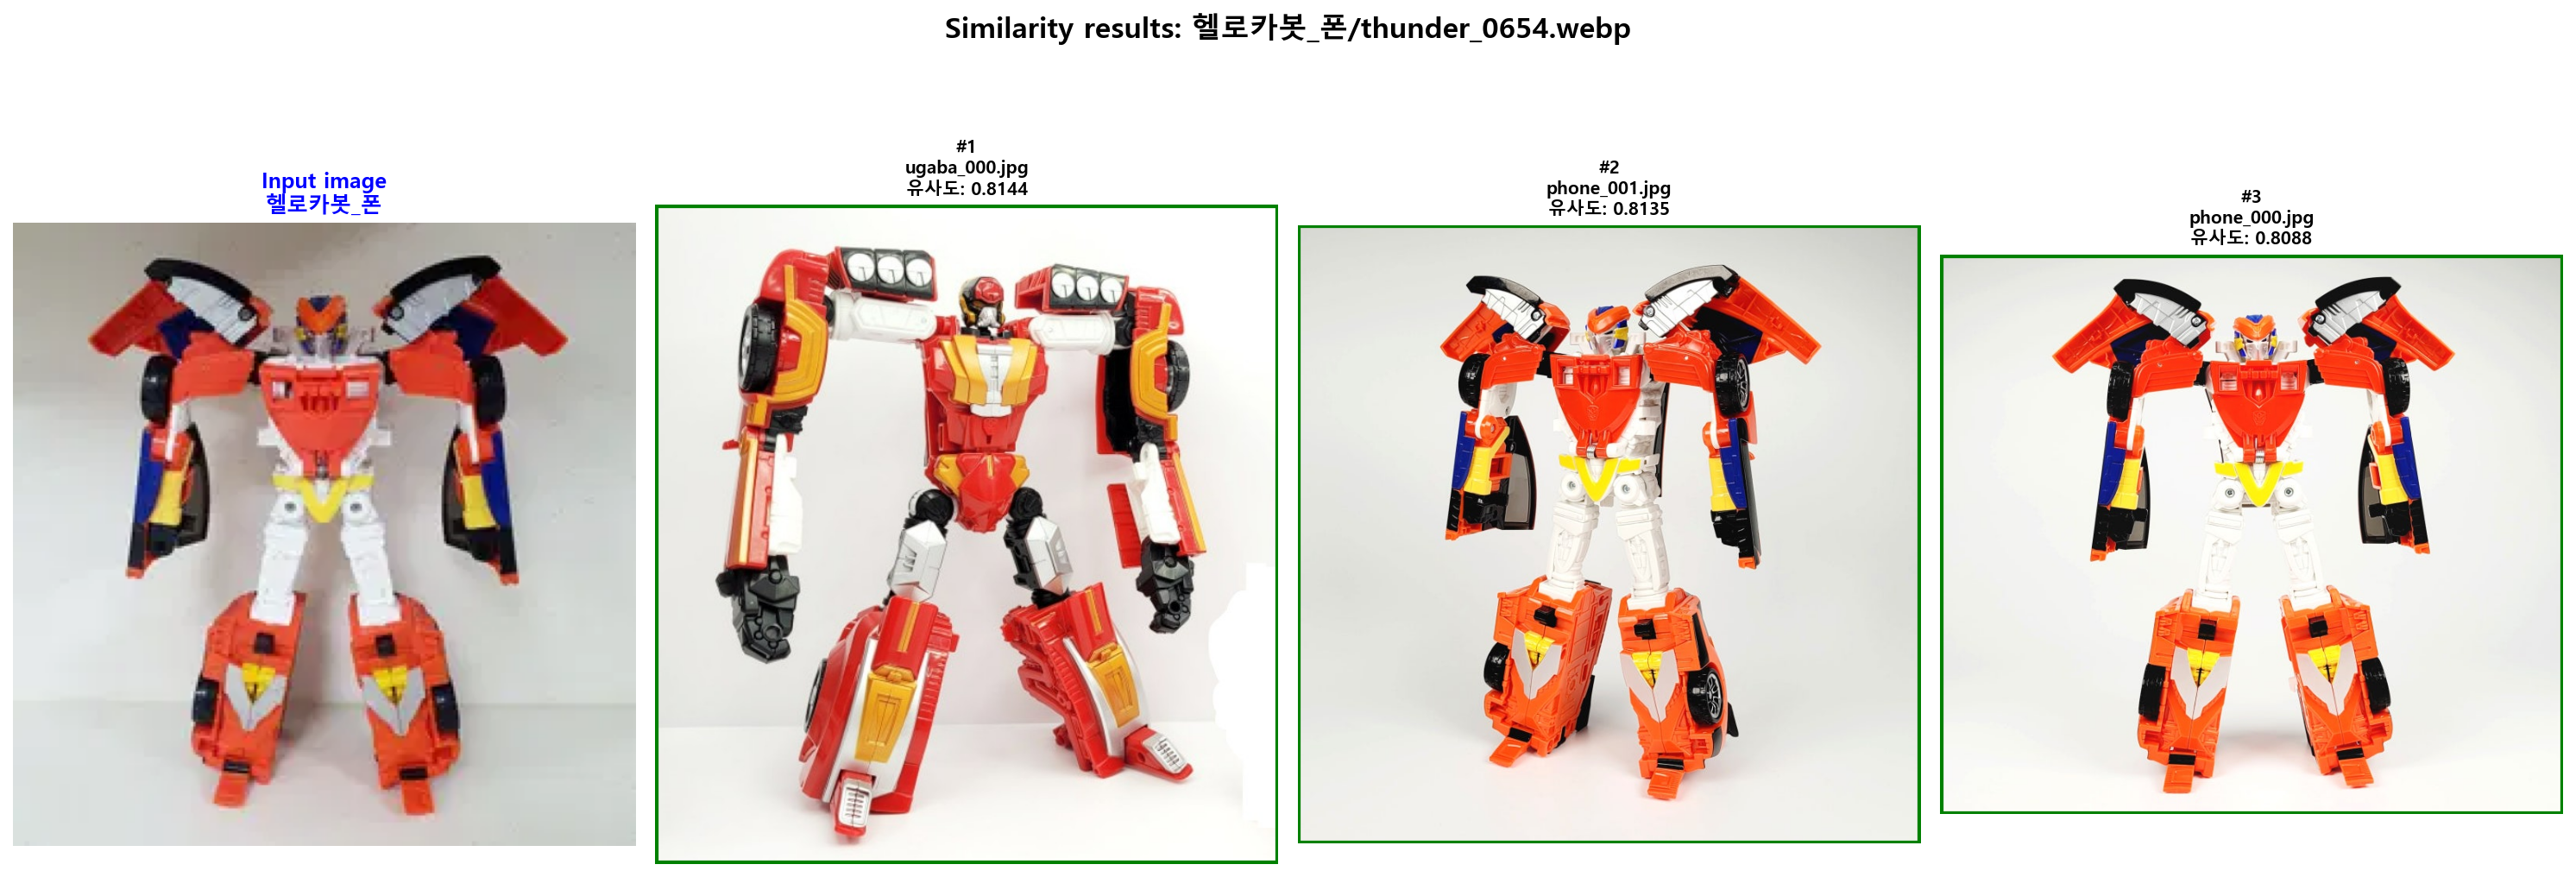 Similarity results: 헬로카봇_폰/thunder_0654.webp
Input image
헬로카봇_폰
#1
ugaba_000.jpg
유사도: 0.8144
#2
phone_001.jpg
유사도: 0.8135
#3
phone_000.jpg
유사도: 0.8088